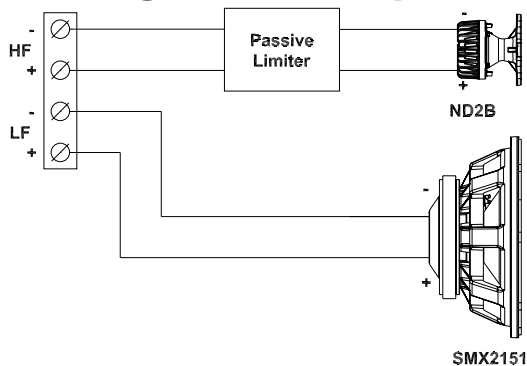 -
HF
+
-
LF
+
Passive
Limiter
-
+
ND2B
-
+
SMX2151